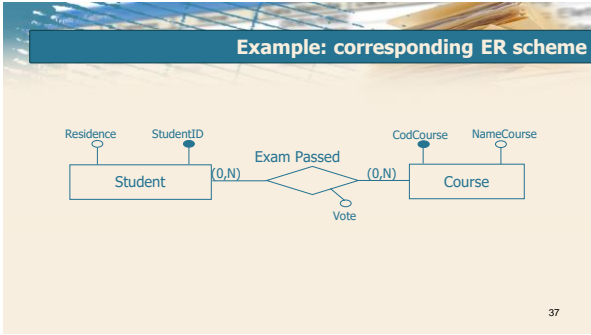 Example: corresponding ER scheme
Residence StudentID CodCourse NameCourse
Exam Passed
Student (0,N) (0,N) Course
Vote
37